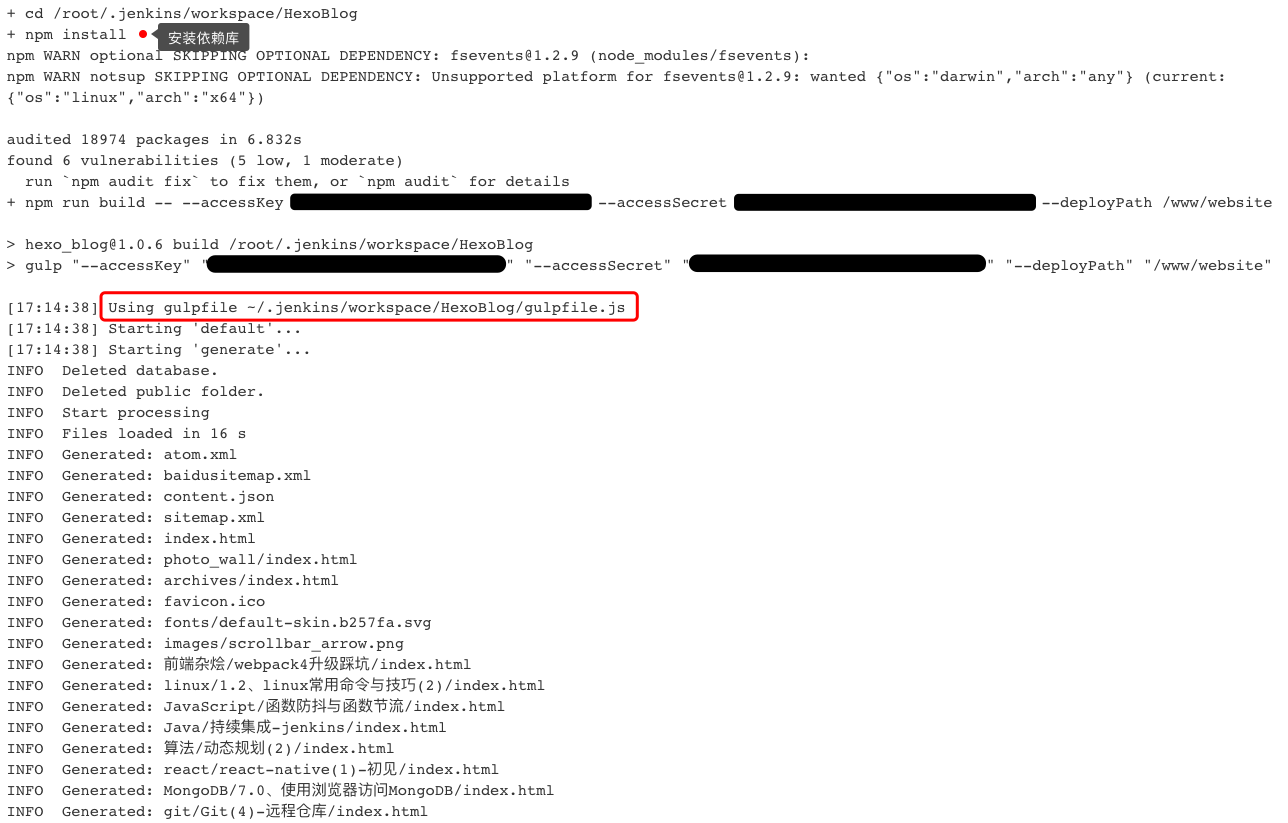 + cd /root/.jenkins/workspace/HexoBlog
+ npm install 安装依赖库
npm WARN optional SKIPPING OPTIONAL DEPENDENCY: fsevents@1.2.9 (node_modules/fsevents):
npm WARN notsup SKIPPING OPTIONAL DEPENDENCY: Unsupported platform for fsevents@1.2.9: wanted {"os":"darwin","arch":"any"} (current:
{"os":"linux","arch":"x64"})
audited 18974 packages in 6.832s
found 6 vulnerabilities (5 low, 1 moderate)
run `npm audit fix` to fix them, or `npm audit` for details
+ npm run build -- --accessKey --accessSecret --deployPath /www/website
> hexo_blog@1.0.6 build /root/.jenkins/workspace/HexoBlog
> gulp "--accessKey" "" "--accessSecret" "" "--deployPath" "/www/website"
[17:14:38] Using gulpfile ~/.jenkins/workspace/HexoBlog/gulpfile.js
[17:14:38] Starting 'default'...
[17:14:38] Starting 'generate'...
INFO  Deleted database.
INFO  Deleted public folder.
INFO  Start processing
INFO  Files loaded in 16 s
INFO  Generated: atom.xml
INFO  Generated: baidusitemap.xml
INFO  Generated: content.json
INFO  Generated: sitemap.xml
INFO  Generated: index.html
INFO  Generated: photo_wall/index.html
INFO  Generated: archives/index.html
INFO  Generated: favicon.ico
INFO  Generated: fonts/default-skin.b257fa.svg
INFO  Generated: images/scrollbar_arrow.png
INFO  Generated: 前端杂烩/webpack4升级踩坑/index.html
INFO  Generated: linux/1.2、linux常用命令与技巧(2)/index.html
INFO  Generated: JavaScript/函数防抖与函数节流/index.html
INFO  Generated: Java/持续集成-jenkins/index.html
INFO  Generated: 算法/动态规划(2)/index.html
INFO  Generated: react/react-native(1)-初见/index.html
INFO  Generated: MongoDB/7.0、使用浏览器访问MongoDB/index.html
INFO  Generated: git/Git(4)-远程仓库/index.html